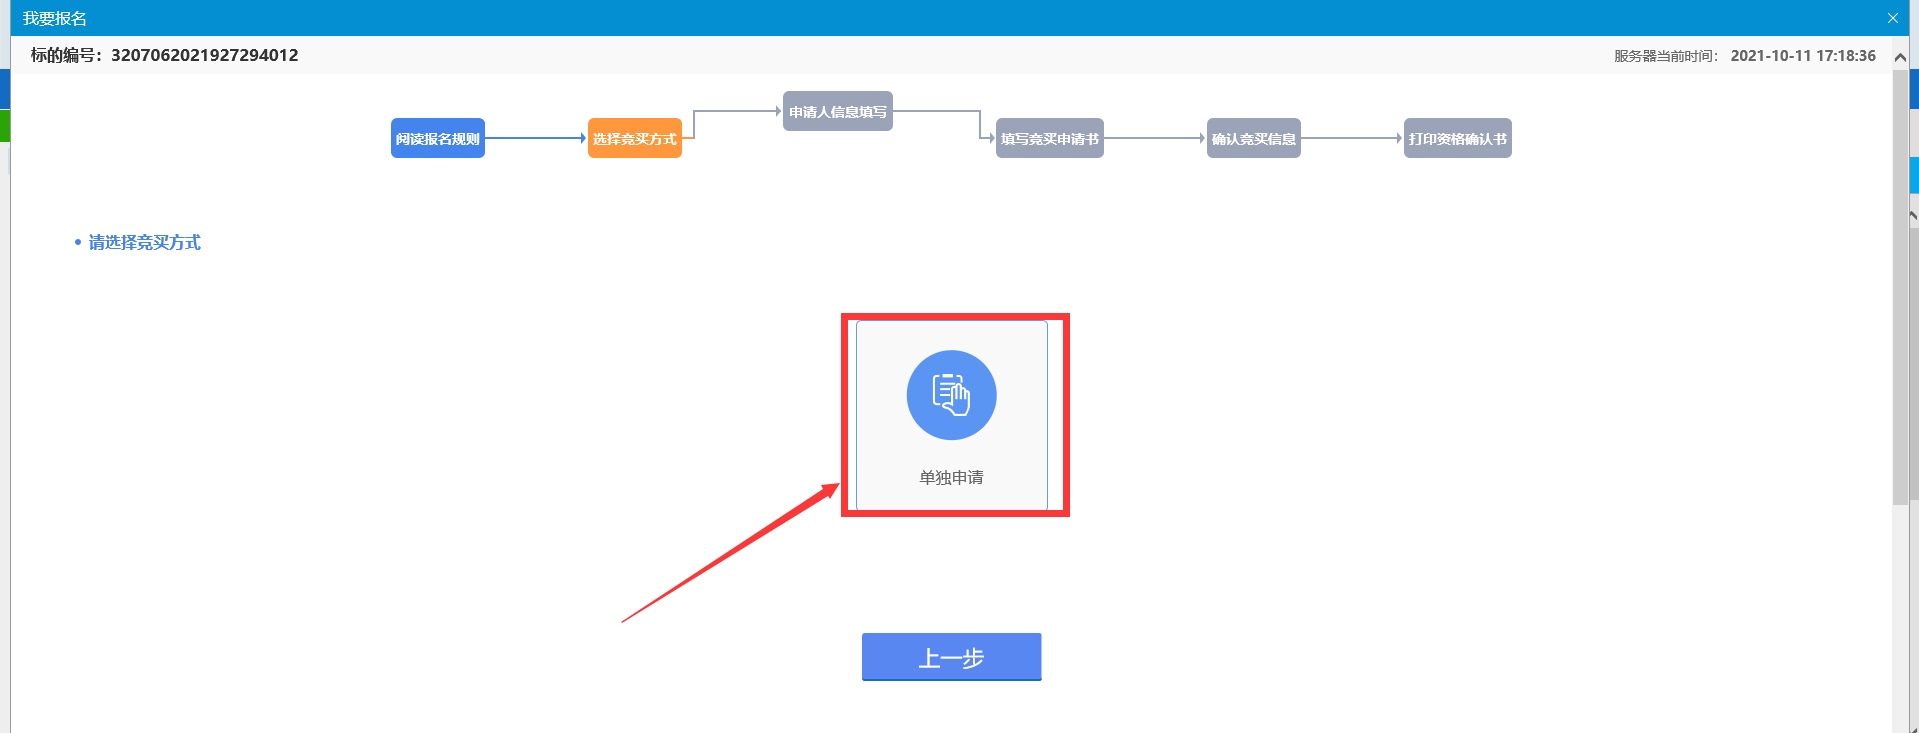 我要报名
标的编号：3207062021927294012
服务器当前时间： 2021-10-11 17:18:36
阅读报名规则
选择竞买方式
申请人信息填写
填写竞买申请书
确认竞买信息
打印资格确认书
请选择竞买方式
单独申请
上一步